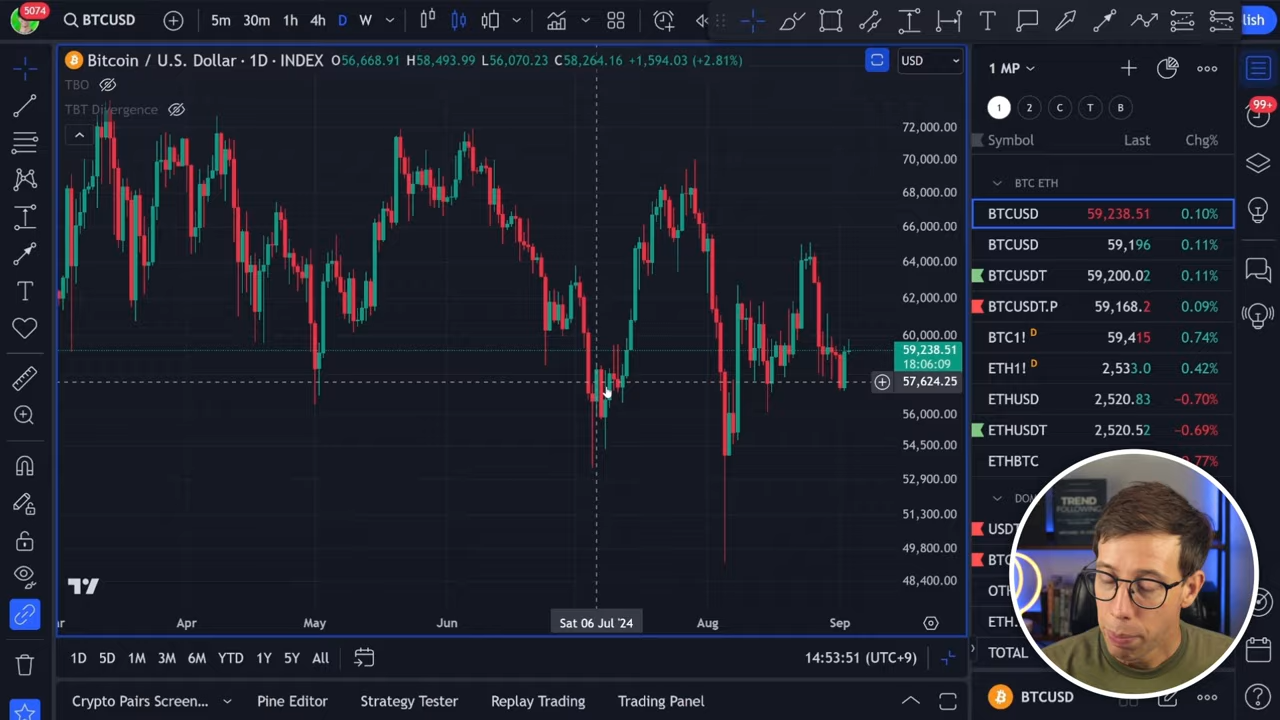 5074
BTCUSD
5m 30m 1h 4h D W
lish
Bitcoin / U.S. Dollar · 1D · INDEX O56,668.91 H58,493.99 L56,070.23 C58,264.16 +1,594.03 (+2.81%)
USD
TBO
TBT Divergence
72,000.00
70,000.00
68,000.00
66,000.00
64,000.00
62,000.00
60,000.00
59,238.51
18:06:09
57,624.25
56,000.00
54,500.00
52,900.00
51,300.00
49,800.00
48,400.00
Apr May Jun Sat 06 Jul '24 Aug Sep
1D 5D 1M 3M 6M YTD 1Y 5Y All
14:53:51 (UTC+9)
Crypto Pairs Screen... Pine Editor Strategy Tester Replay Trading Trading Panel
1 MP
1 2 C T B
99+
Symbol Last Chg%
BTC ETH
BTCUSD 59,238.51 0.10%
BTCUSD 59,196 0.11%
BTCUSDT 59,200.02 0.11%
BTCUSDT.P 59,168.2 0.09%
BTC1! D 59,415 0.74%
ETH1! D 2,533.0 0.42%
ETHUSD 2,520.83 −0.70%
ETHUSDT 2,520.52 −0.69%
ETHBTC .77%
TREND
FOLLOWING
TOTAL
BTCUSD